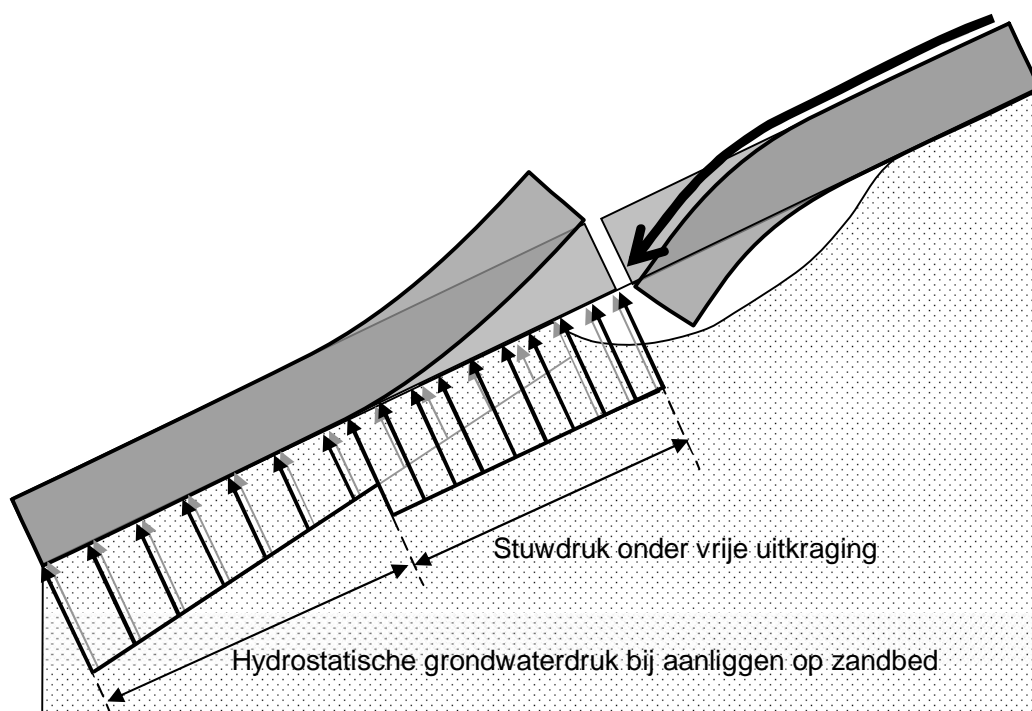 Stuwdruk onder vrije uitkraging
Hydrostatische grondwaterdruk bij aanliggen op zandbed